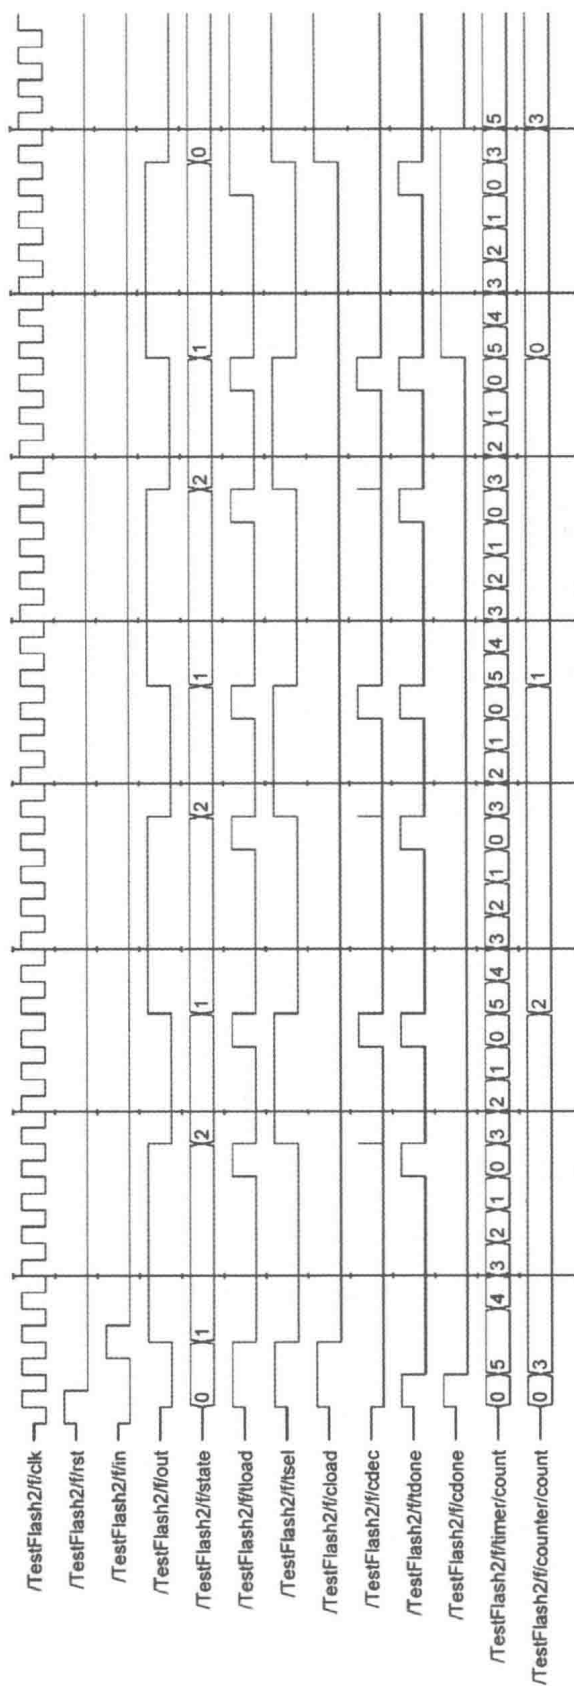 /TestFlash2/f/clk
/TestFlash2/f/rst
/TestFlash2/f/in
/TestFlash2/f/out
/TestFlash2/f/state 0 1 2 1 2 1 2 1 0
/TestFlash2/f/tload
/TestFlash2/f/tsel
/TestFlash2/f/cload
/TestFlash2/f/cdec
/TestFlash2/f/tdone
/TestFlash2/f/cdone
/TestFlash2/f/timer/count 0 5 4 3 2 1 0 3 2 1 0 5 4 3 2 1 0 3 2 1 0 5 4 3 2 1 0 3 2 1 0 5 4 3 2 1 0 3 5
/TestFlash2/f/counter/count 0 3 2 1 0 3